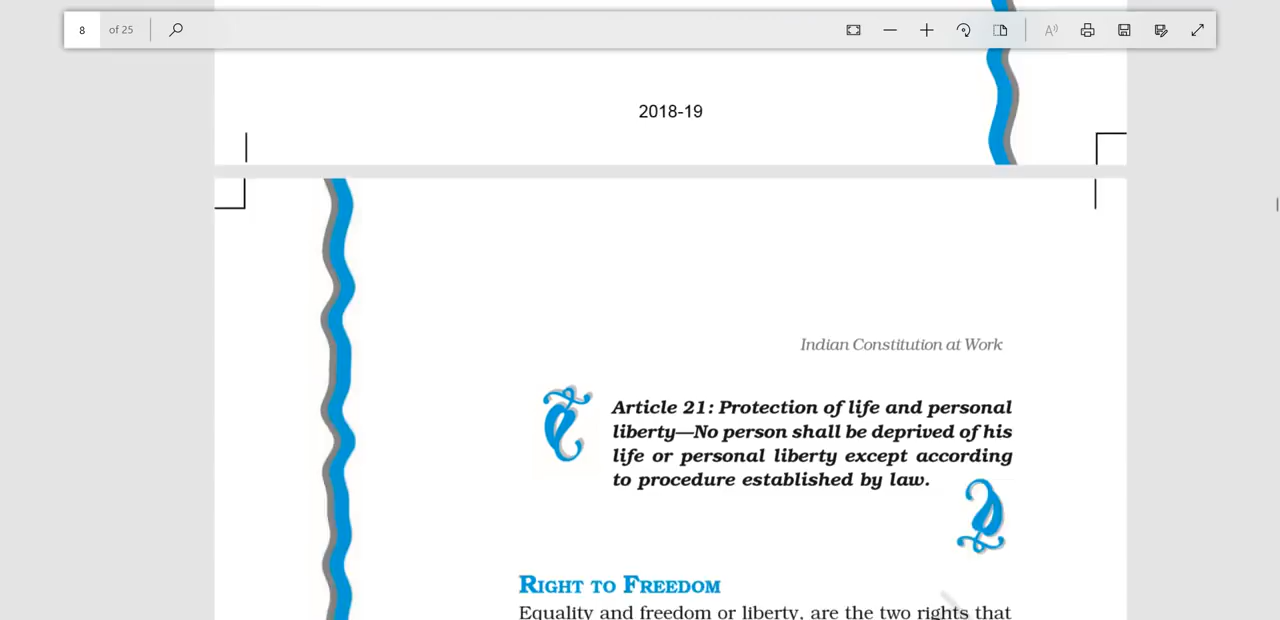 8 of 25
2018-19
Indian Constitution at Work
Article 21: Protection of life and personal
liberty—No person shall be deprived of his
life or personal liberty except according
to procedure established by law.
RIGHT TO FREEDOM
Equality and freedom or liberty, are the two rights that